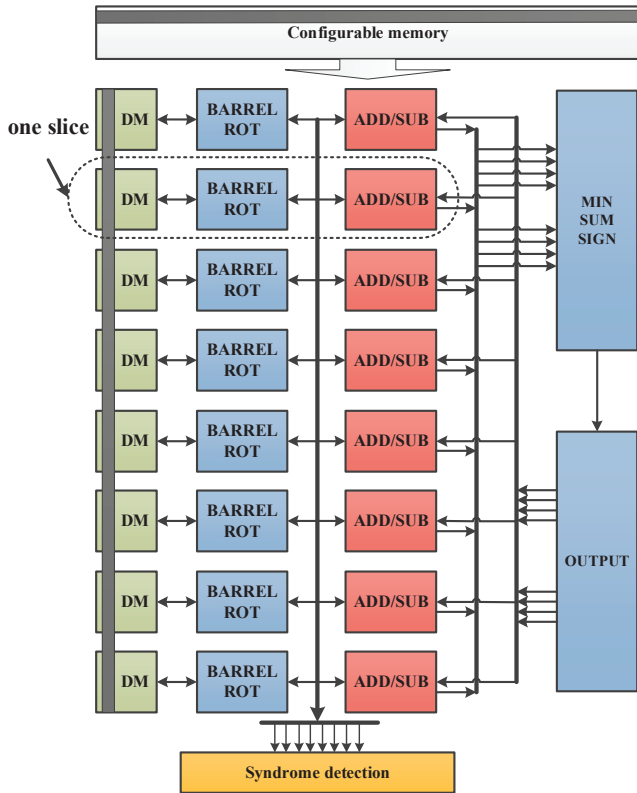 Configurable memory
one slice
DM
BARREL
ROT
ADD/SUB
DM
BARREL
ROT
ADD/SUB
DM
BARREL
ROT
ADD/SUB
DM
BARREL
ROT
ADD/SUB
DM
BARREL
ROT
ADD/SUB
DM
BARREL
ROT
ADD/SUB
DM
BARREL
ROT
ADD/SUB
DM
BARREL
ROT
ADD/SUB
MIN
SUM
SIGN
OUTPUT
Syndrome detection